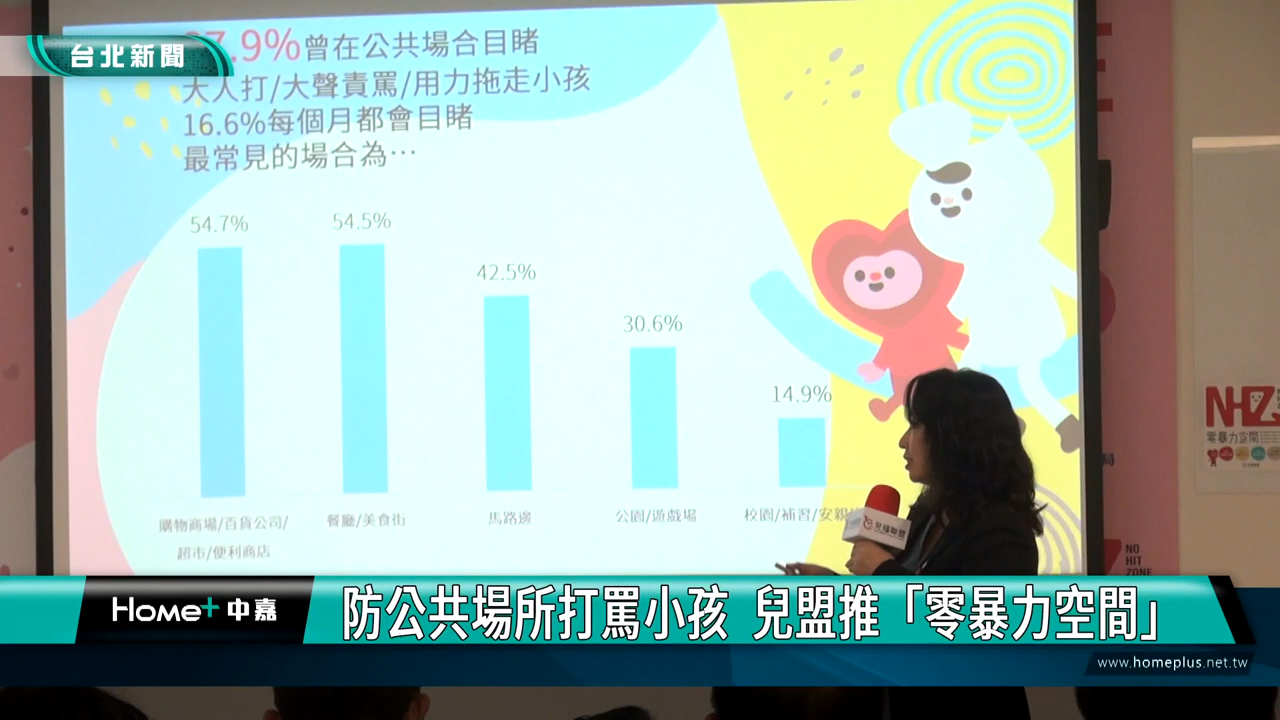 台北新聞
7.9%曾在公共場合目睹
大人打/大聲責罵/用力拖走小孩
16.6%每個月都會目睹
最常見的場合為…
54.7%
54.5%
42.5%
30.6%
14.9%
購物商場/百貨公司/
超市/便利商店
餐廳/美食街
馬路邊
公園/遊戲場
校園/補習/安親
NHZ
零暴力空間
兒福聯盟
局
NO
HIT
ZONE
Home+中嘉
防公共場所打罵小孩 兒盟推「零暴力空間」
www.homeplus.net.tw